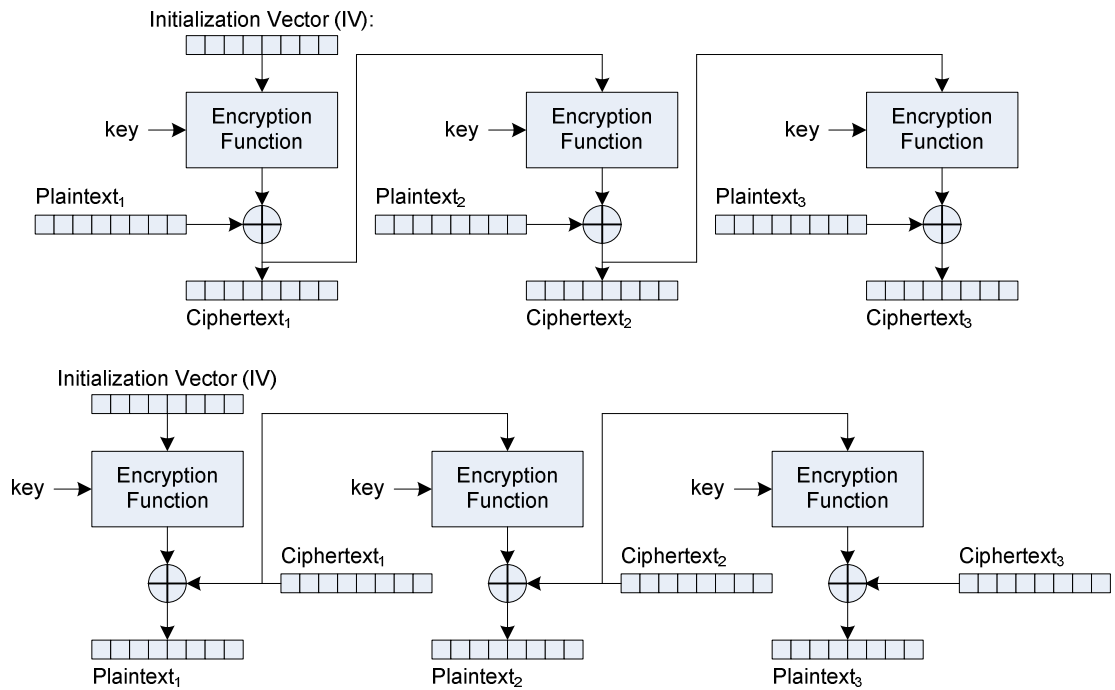 Initialization Vector (IV):
Encryption
Function
Encryption
Function
Encryption
Function
key
key
key
Plaintext₁
Plaintext₂
Plaintext₃
Ciphertext₁
Ciphertext₂
Ciphertext₃
Initialization Vector (IV)
Encryption
Function
Encryption
Function
Encryption
Function
key
key
key
Ciphertext₁
Ciphertext₂
Ciphertext₃
Plaintext₁
Plaintext₂
Plaintext₃